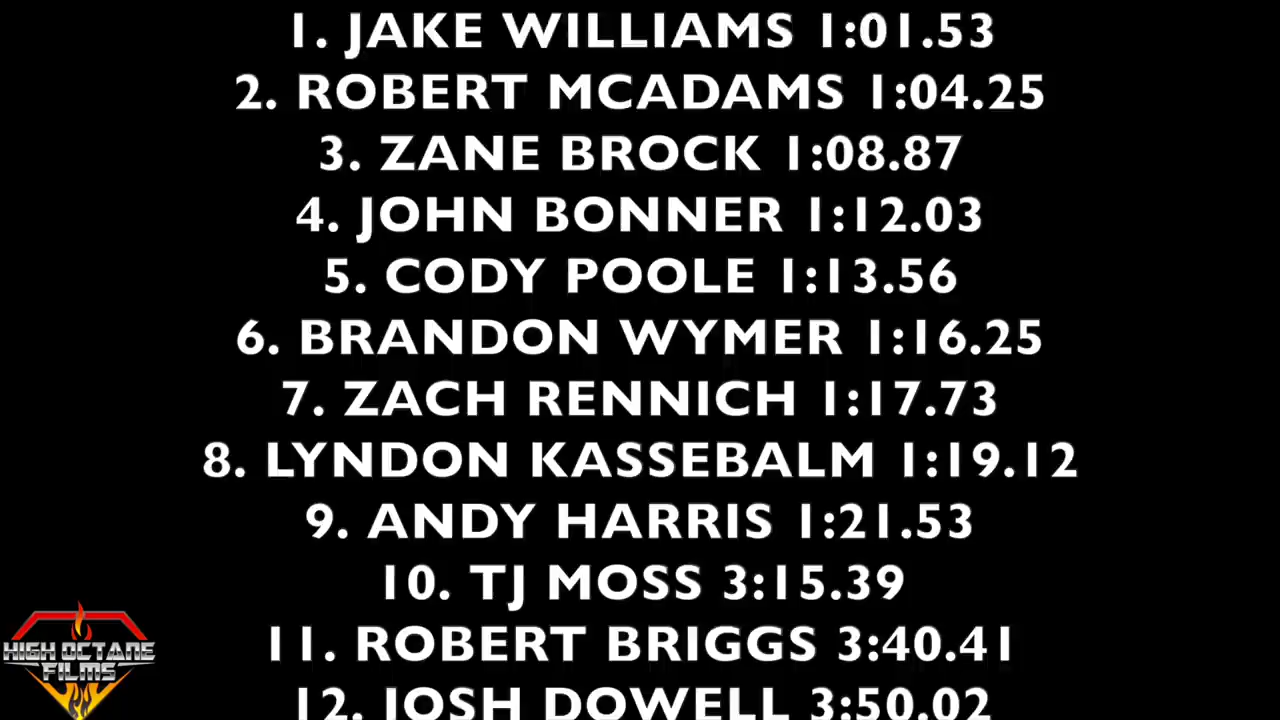 1. JAKE WILLIAMS 1:01.53
2. ROBERT MCADAMS 1:04.25
3. ZANE BROCK 1:08.87
4. JOHN BONNER 1:12.03
5. CODY POOLE 1:13.56
6. BRANDON WYMER 1:16.25
7. ZACH RENNICH 1:17.73
8. LYNDON KASSEBALM 1:19.12
9. ANDY HARRIS 1:21.53
10. TJ MOSS 3:15.39
11. ROBERT BRIGGS 3:40.41
12. JOSH DOWELL 3:50.02
HIGH OCTANE
FILMS